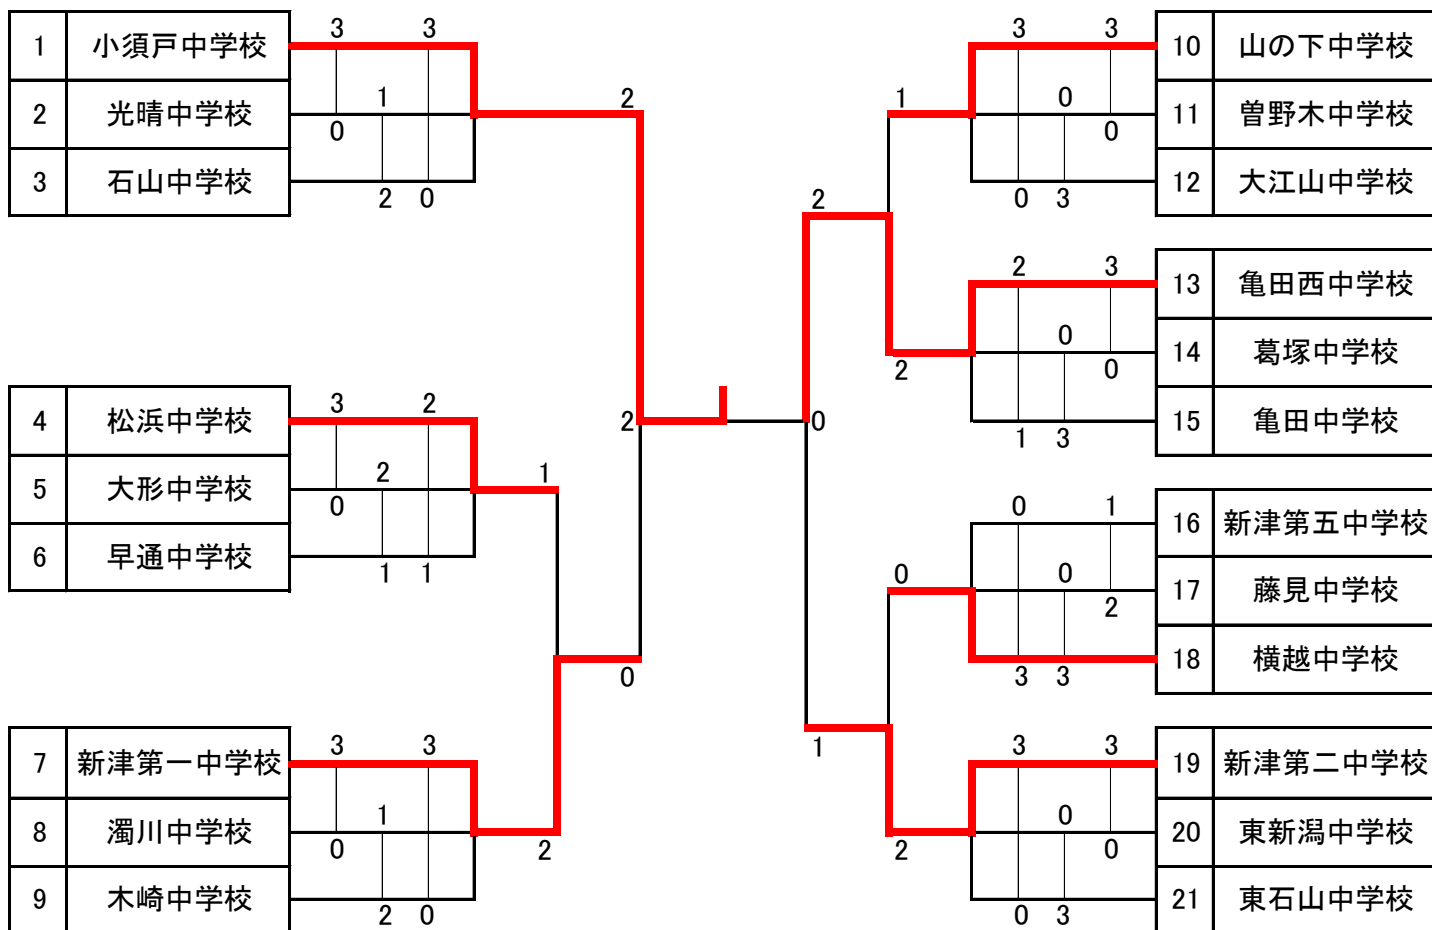 3 3
1 小須戸中学校
1
2 光晴中学校
0
3 石山中学校
2 0
2
3 2
4 松浜中学校
2
5 大形中学校
0
6 早通中学校
1 1
1
2
0
3 3
7 新津第一中学校
1
8 濁川中学校
0
9 木崎中学校
2 0
2
3 3
10 山の下中学校
1
0
11 曽野木中学校
0
12 大江山中学校
0 3
2
2 3
13 亀田西中学校
0
14 葛塚中学校
2
0
15 亀田中学校
1 3
0
0 1
16 新津第五中学校
0
0
17 藤見中学校
2
18 横越中学校
3 3
1
3 3
19 新津第二中学校
0
20 東新潟中学校
2
0
21 東石山中学校
0 3